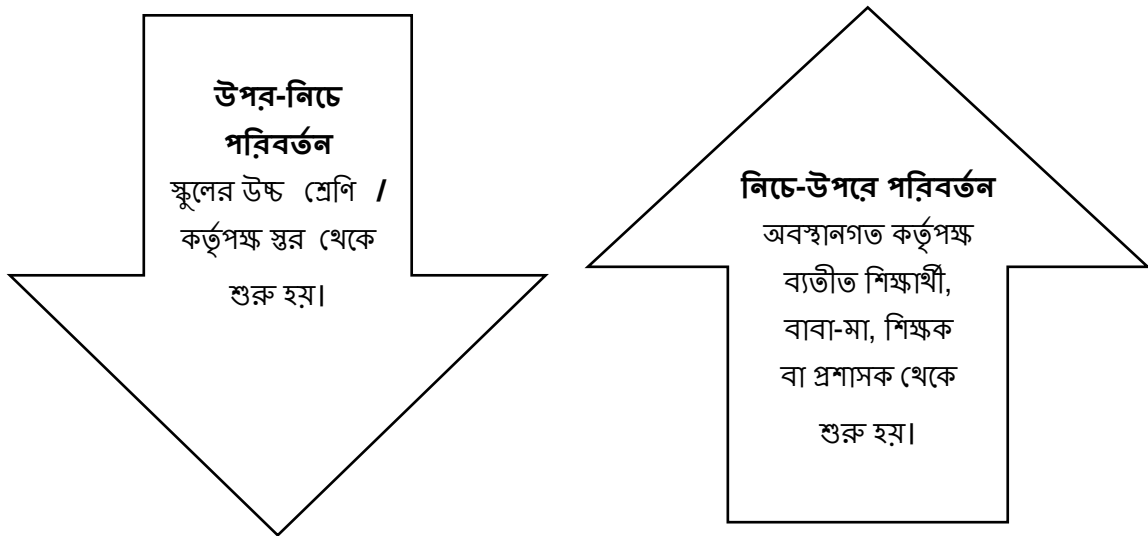 উপর-নিচে
পরিবর্তন
স্কুলের উচ্চ শ্রেণি /
কর্তৃপক্ষ স্তর থেকে
শুরু হয়।
নিচে-উপরে পরিবর্তন
অবস্থানগত কর্তৃপক্ষ
ব্যতীত শিক্ষার্থী,
বাবা-মা, শিক্ষক
বা প্রশাসক থেকে
শুরু হয়।